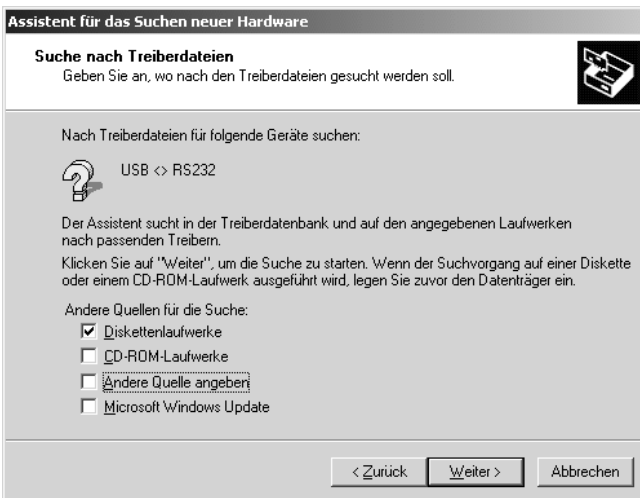 Assistent für das Suchen neuer Hardware
Suche nach Treiberdateien
Geben Sie an, wo nach den Treiberdateien gesucht werden soll.
Nach Treiberdateien für folgende Geräte suchen:
USB <> RS232
Der Assistent sucht in der Treiberdatenbank und auf den angegebenen Laufwerken
nach passenden Treibern.
Klicken Sie auf "Weiter", um die Suche zu starten. Wenn der Suchvorgang auf einer Diskette
oder einem CD-ROM-Laufwerk ausgeführt wird, legen Sie zuvor den Datenträger ein.
Andere Quellen für die Suche:
Diskettenlaufwerke
CD-ROM-Laufwerke
Andere Quelle angeben
Microsoft Windows Update
< Zurück Weiter > Abbrechen